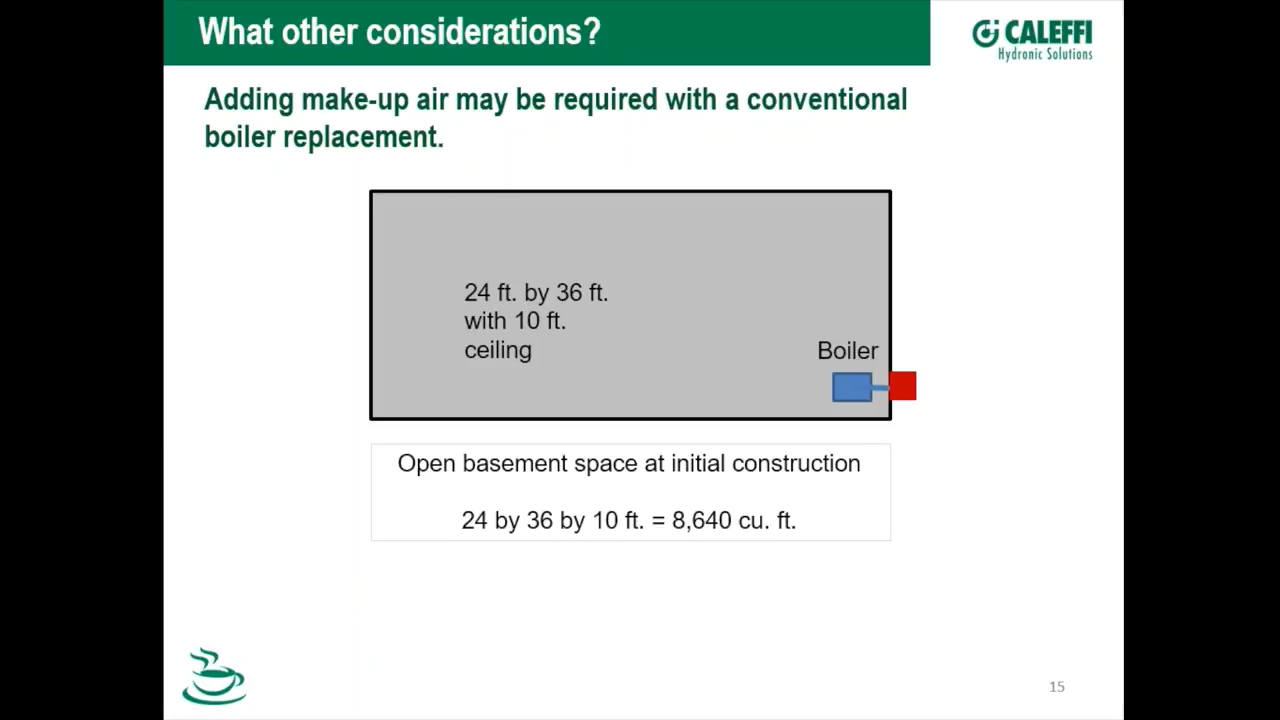 What other considerations?
CALEFFI
Hydronic Solutions
Adding make-up air may be required with a conventional
boiler replacement.
24 ft. by 36 ft.
with 10 ft.
ceiling
Boiler
Open basement space at initial construction
24 by 36 by 10 ft. = 8,640 cu. ft.
15